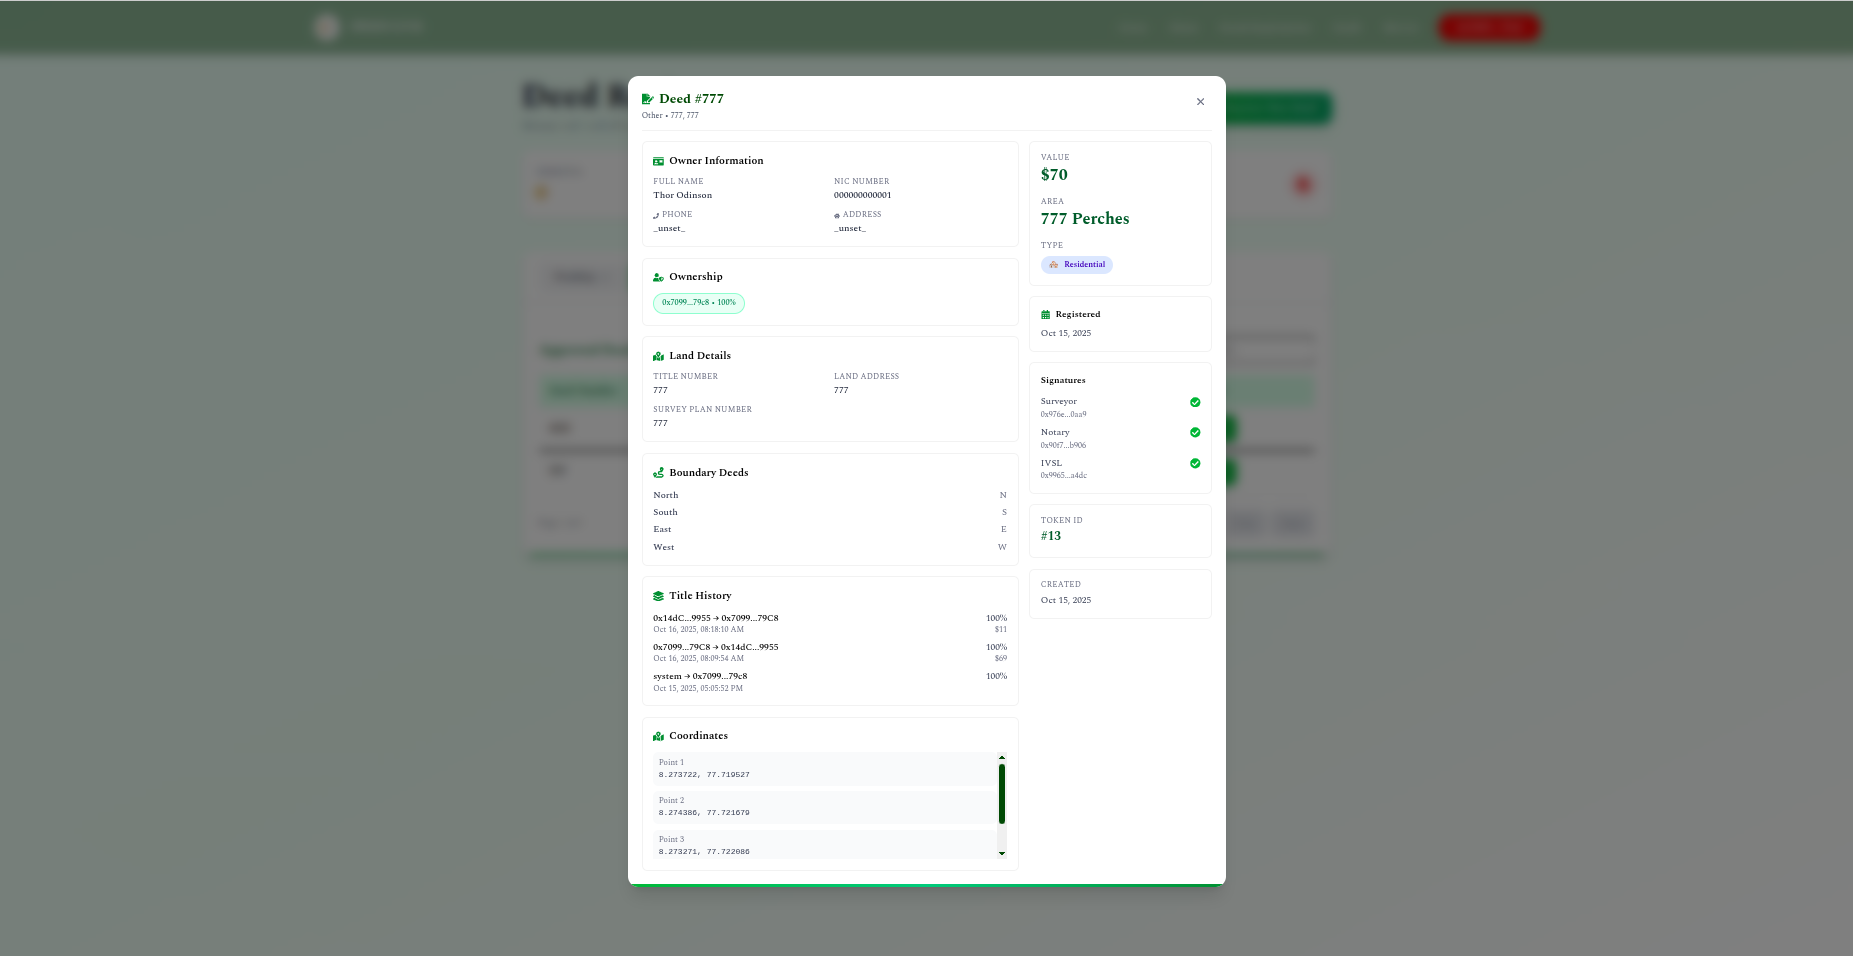 Deed #777
Other • 777, 777
Owner Information
FULL NAME
Thor Odinson
NIC NUMBER
000000000001
PHONE
_unset_
ADDRESS
_unset_
Ownership
0x7099...79c8 • 100%
Land Details
TITLE NUMBER
777
LAND ADDRESS
777
SURVEY PLAN NUMBER
777
Boundary Deeds
North N
South S
East E
West W
Title History
0x14dC...9955 → 0x7099...79C8 100%
Oct 16, 2025, 08:18:10 AM $11
0x7099...79C8 → 0x14dC...9955 100%
Oct 16, 2025, 08:09:54 AM $69
system → 0x7099...79c8 100%
Oct 15, 2025, 05:05:52 PM
Coordinates
Point 1
8.273722, 77.719527
Point 2
8.274386, 77.721679
Point 3
8.273271, 77.722086
VALUE
$70
AREA
777 Perches
TYPE
Residential
Registered
Oct 15, 2025
Signatures
Surveyor
0x976e...0aa9
Notary
0x90f7...b906
IVSL
0x9965...a4dc
TOKEN ID
#13
CREATED
Oct 15, 2025